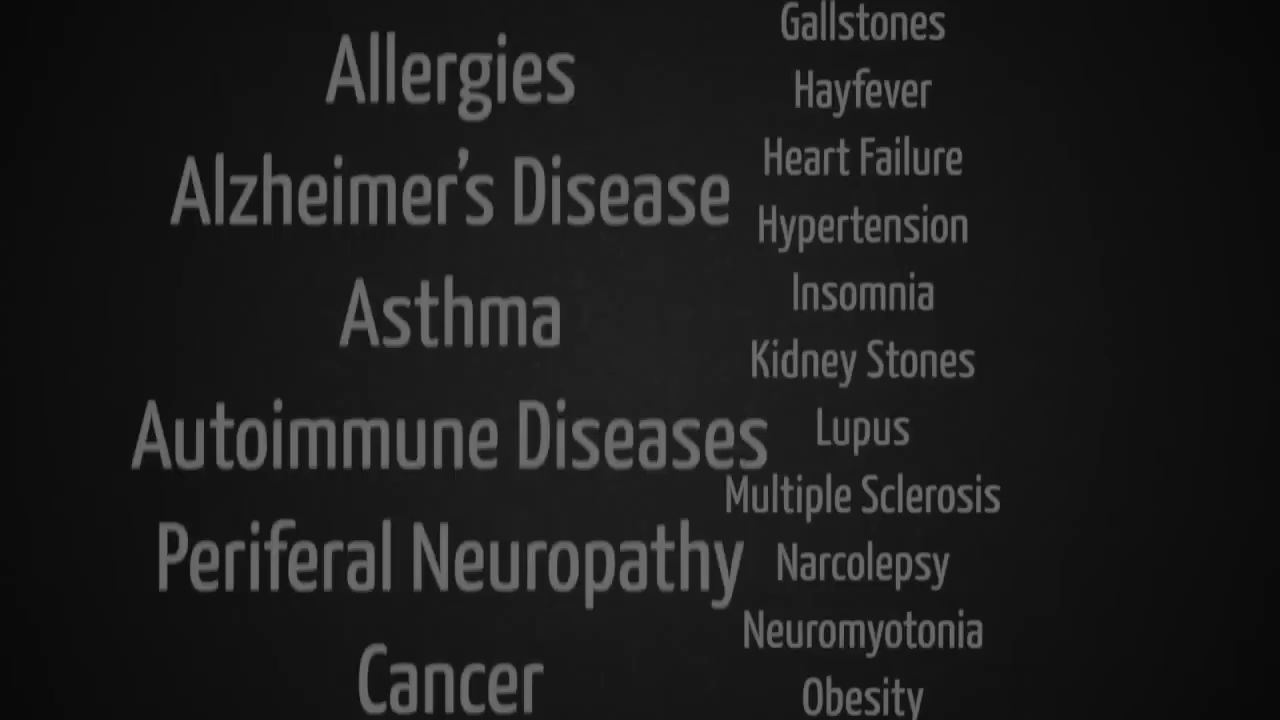 Allergies
Alzheimer's Disease
Asthma
Autoimmune Diseases
Periferal Neuropathy
Cancer
Gallstones
Hayfever
Heart Failure
Hypertension
Insomnia
Kidney Stones
Lupus
Multiple Sclerosis
Narcolepsy
Neuromyotonia
Obesity